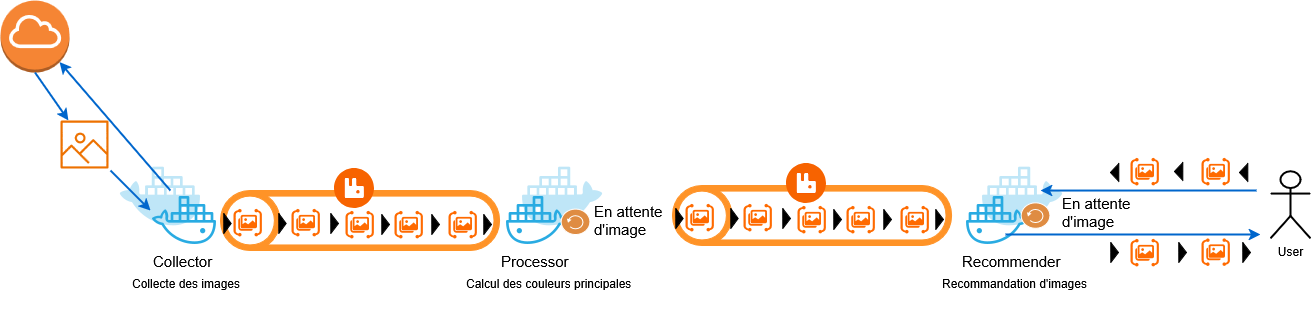 En attente
d'image
En attente
d'image
Collector
Processor
Recommender
User
Collecte des images
Calcul des couleurs principales
Recommandation d'images